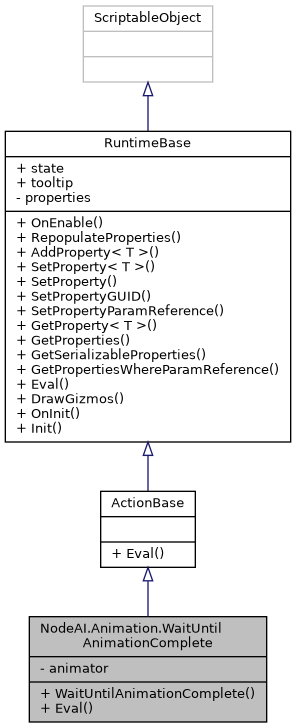 ScriptableObject
RuntimeBase
+ state
+ tooltip
- properties
+ OnEnable()
+ RepopulateProperties()
+ AddProperty< T >()
+ SetProperty< T >()
+ SetProperty()
+ SetPropertyGUID()
+ SetPropertyParamReference()
+ GetProperty< T >()
+ GetProperties()
+ GetSerializableProperties()
+ GetPropertiesWhereParamReference()
+ Eval()
+ DrawGizmos()
+ OnInit()
+ Init()
ActionBase
+ Eval()
NodeAI.Animation.WaitUntil
AnimationComplete
- animator
+ WaitUntilAnimationComplete()
+ Eval()